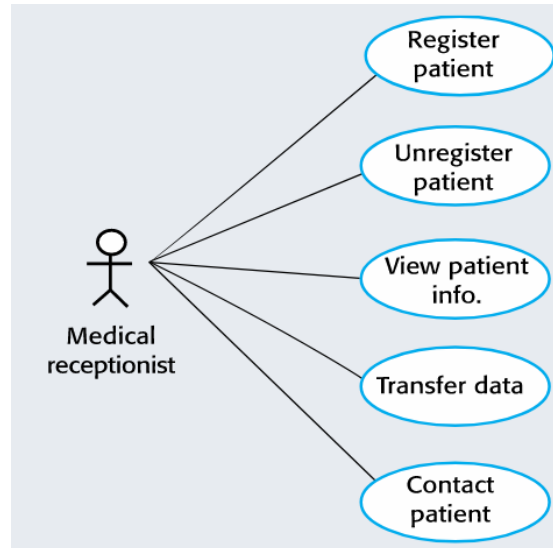 Register
patient
Unregister
patient
View patient
info.
Medical
receptionist
Transfer data
Contact
patient